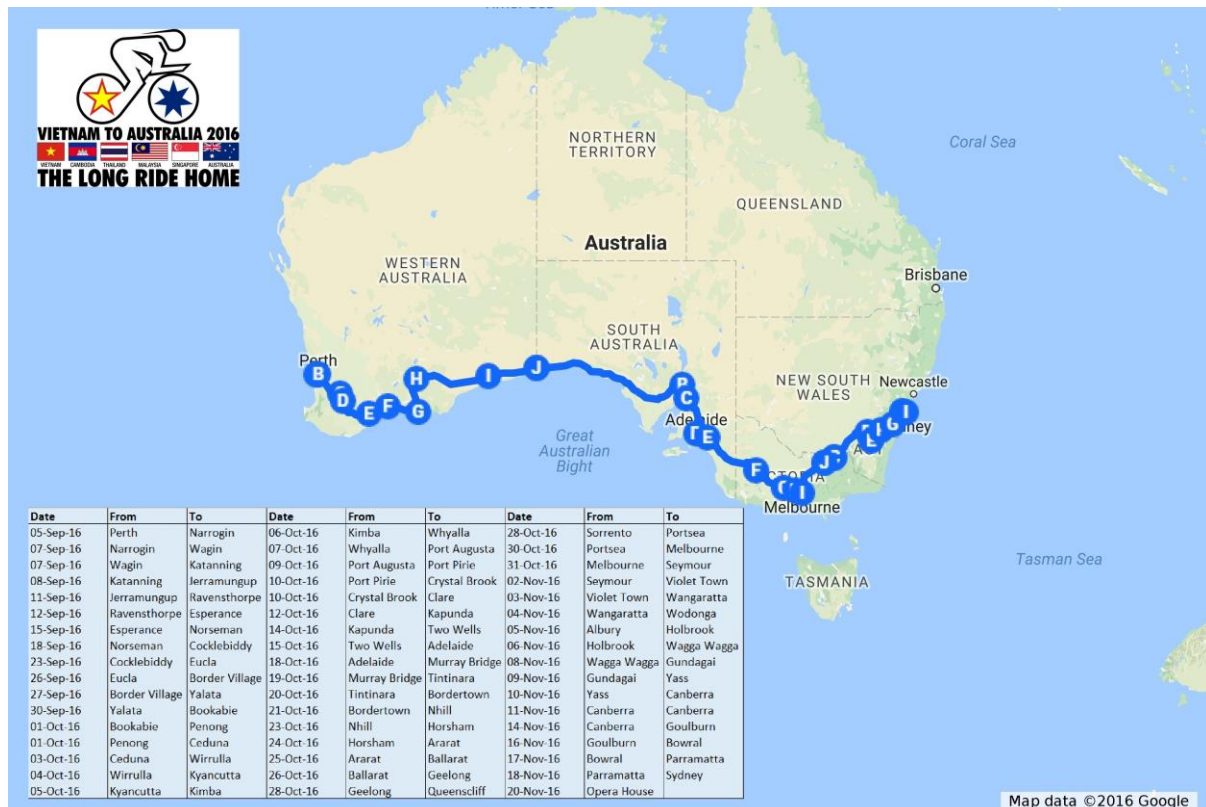 VIETNAM TO AUSTRALIA 2016
VIETNAM CAMBODIA THAILAND MALAYSIA SINGAPORE AUSTRALIA
THE LONG RIDE HOME
Coral Sea
NORTHERN
TERRITORY
QUEENSLAND
Australia
WESTERN
AUSTRALIA
Brisbane
SOUTH
AUSTRALIA
Perth
B
D
E
F
G
H
I
J
NEW SOUTH
WALES
Newcastle
C
Adelaide
E
F
I
J
I
Great
Australian
Bight
Melbourne
TASMANIA
Tasman Sea
Date From To Date From To Date From To
05-Sep-16 Perth Narrogin 06-Oct-16 Kimba Whyalla 28-Oct-16 Sorrento Portsea
07-Sep-16 Narrogin Wagin 07-Oct-16 Whyalla Port Augusta 30-Oct-16 Portsea Melbourne
07-Sep-16 Wagin Katanning 09-Oct-16 Port Augusta Port Pirie 31-Oct-16 Melbourne Seymour
08-Sep-16 Katanning Jerramungup 10-Oct-16 Port Pirie Crystal Brook 02-Nov-16 Seymour Violet Town
11-Sep-16 Jerramungup Ravensthorpe 10-Oct-16 Crystal Brook Clare 03-Nov-16 Violet Town Wangaratta
12-Sep-16 Ravensthorpe Esperance 12-Oct-16 Clare Kapunda 04-Nov-16 Wangaratta Wodonga
15-Sep-16 Esperance Norseman 14-Oct-16 Kapunda Two Wells 05-Nov-16 Albury Holbrook
18-Sep-16 Norseman Cocklebiddy 15-Oct-16 Two Wells Adelaide 06-Nov-16 Holbrook Wagga Wagga
23-Sep-16 Cocklebiddy Eucla 18-Oct-16 Adelaide Murray Bridge 08-Nov-16 Wagga Wagga Gundagai
26-Sep-16 Eucla Border Village 19-Oct-16 Murray Bridge Tintinara 09-Nov-16 Gundagai Yass
27-Sep-16 Border Village Yalata 20-Oct-16 Tintinara Bordertown 10-Nov-16 Yass Canberra
30-Sep-16 Yalata Bookabie 21-Oct-16 Bordertown Nhill 11-Nov-16 Canberra Canberra
01-Oct-16 Bookabie Penong 23-Oct-16 Nhill Horsham 14-Nov-16 Canberra Goulburn
01-Oct-16 Penong Ceduna 24-Oct-16 Horsham Ararat 16-Nov-16 Goulburn Bowral
03-Oct-16 Ceduna Wirrulla 25-Oct-16 Ararat Ballarat 17-Nov-16 Bowral Parramatta
04-Oct-16 Wirrulla Kyancutta 26-Oct-16 Ballarat Geelong 18-Nov-16 Parramatta Sydney
05-Oct-16 Kyancutta Kimba 28-Oct-16 Geelong Queenscliff 20-Nov-16 Opera House
Map data ©2016 Google